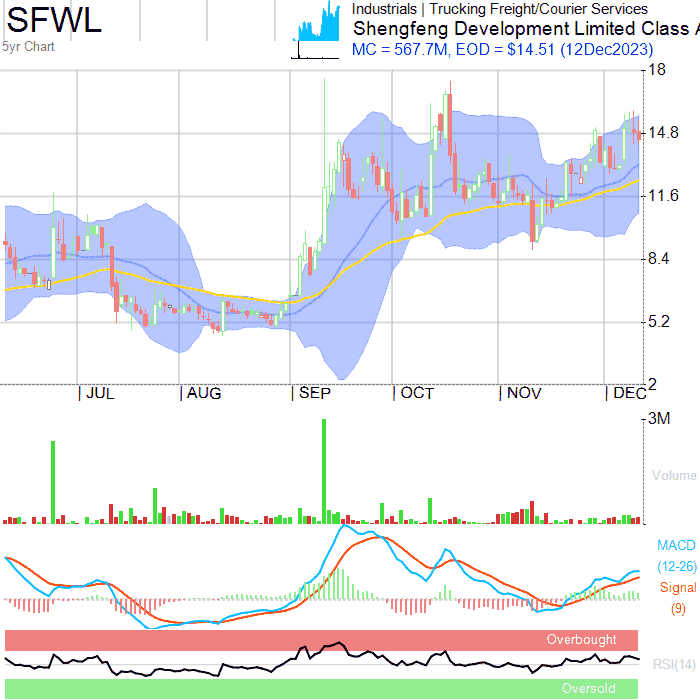 SFWL
5yr Chart
Industrials | Trucking Freight/Courier Services
Shengfeng Development Limited Class A
MC = 567.7M, EOD = $14.51 (12Dec2023)
18
14.8
11.6
8.4
5.2
2
| JUL | AUG | SEP | OCT | NOV | DEC
3M
Volume
MACD
(12-26)
Signal
(9)
Overbought
RSI(14)
Oversold